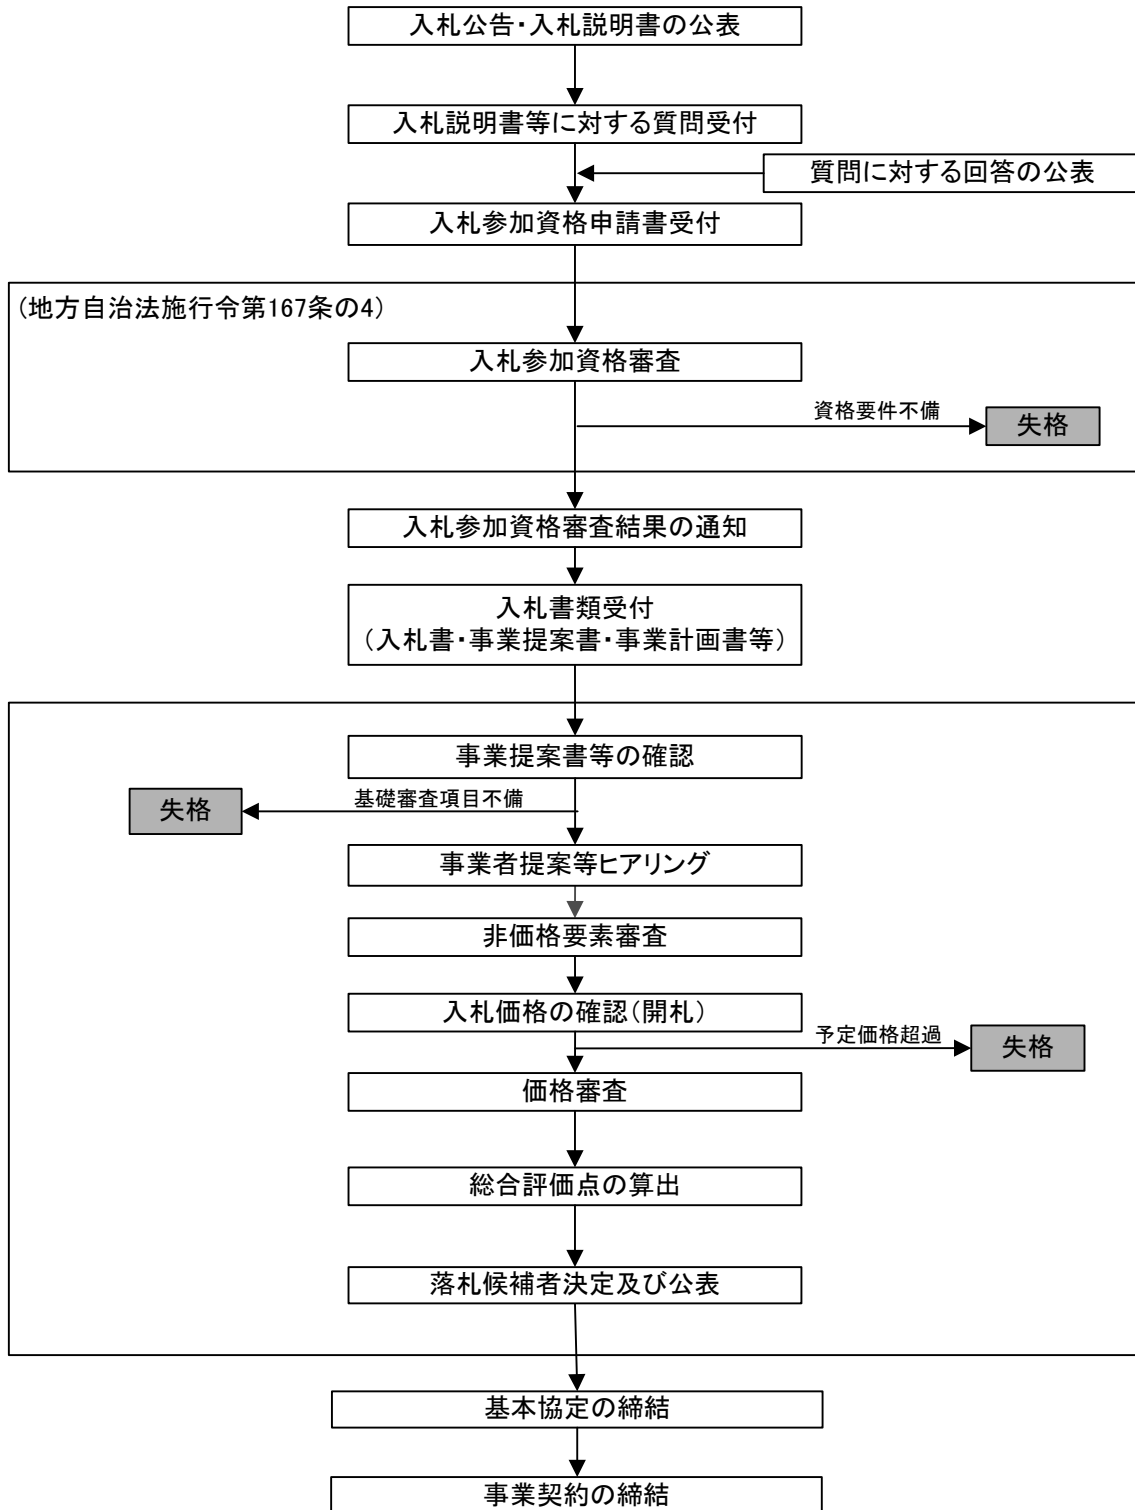 入札公告・入札説明書の公表
入札説明書等に対する質問受付
質問に対する回答の公表
入札参加資格申請書受付
(地方自治法施行令第167条の4)
入札参加資格審査
資格要件不備
失格
入札参加資格審査結果の通知
入札書類受付
(入札書・事業提案書・事業計画書等)
事業提案書等の確認
基礎審査項目不備
失格
事業者提案等ヒアリング
非価格要素審査
入札価格の確認(開札)
予定価格超過
失格
価格審査
総合評価点の算出
落札候補者決定及び公表
基本協定の締結
事業契約の締結